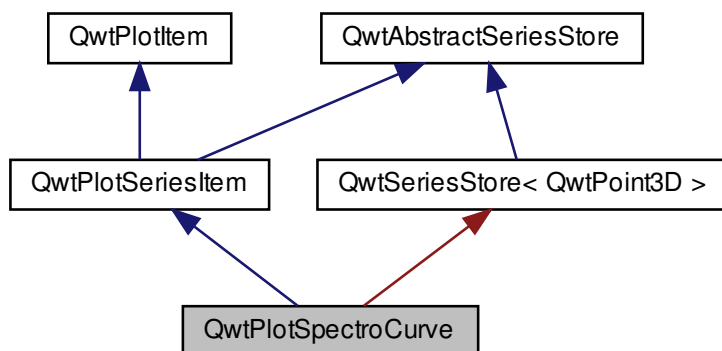 QwtPlotItem
QwtAbstractSeriesStore
QwtPlotSeriesItem
QwtSeriesStore< QwtPoint3D >
QwtPlotSpectroCurve